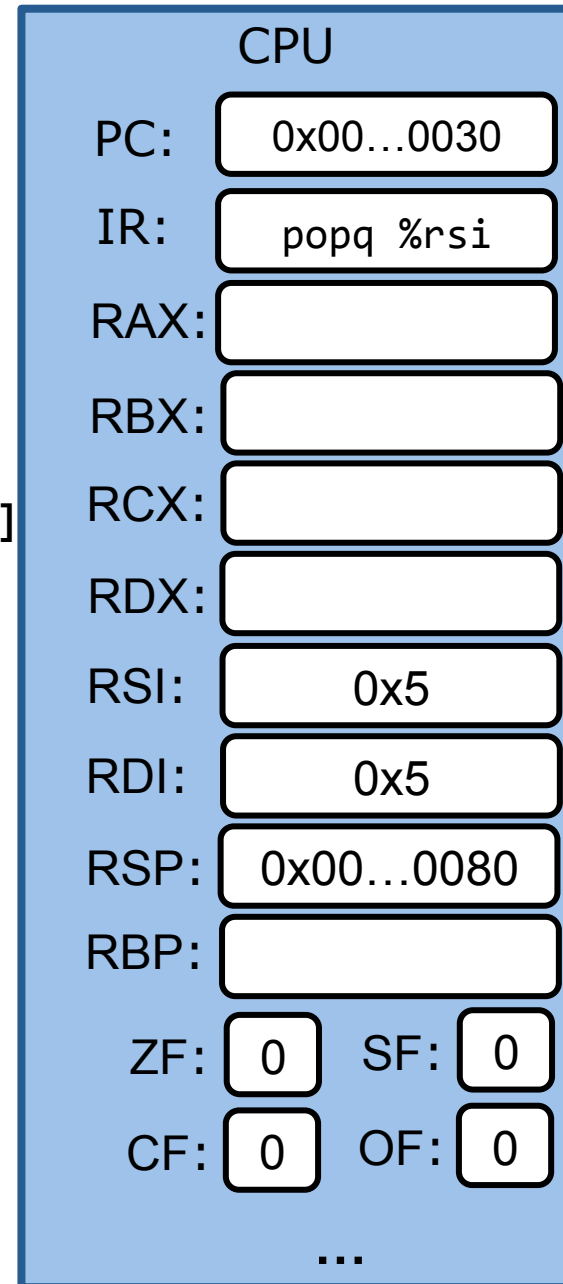 CPU
PC: 0x00...0030
IR: popq %rsi
RAX:
RBX:
]
RCX:
RDX:
RSI: 0x5
RDI: 0x5
RSP: 0x00...0080
RBP:
ZF: 0 SF: 0
CF: 0 OF: 0
...